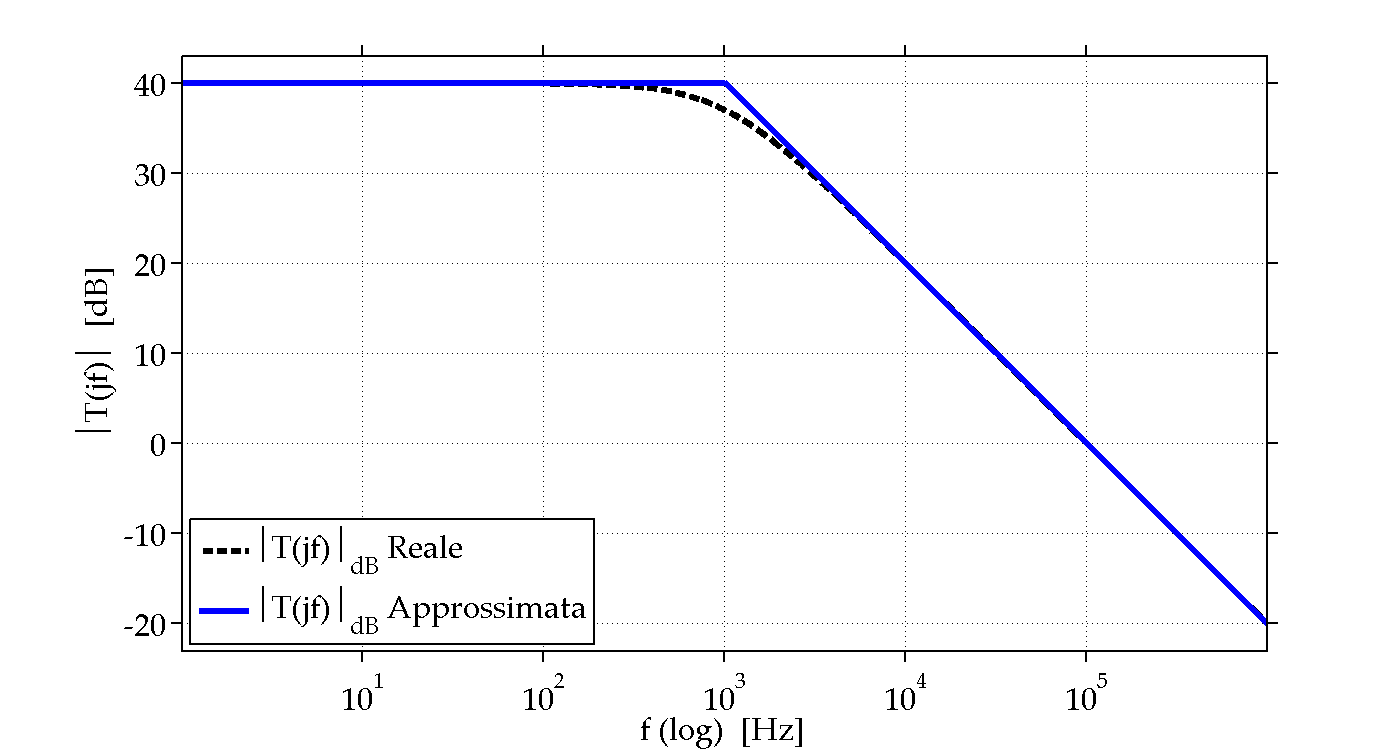 40
30
20
10
0
-10
-20
|T(jf)| [dB]
|T(jf)|dB Reale
|T(jf)|dB Approssimata
10^1 10^2 10^3 10^4 10^5
f (log) [Hz]